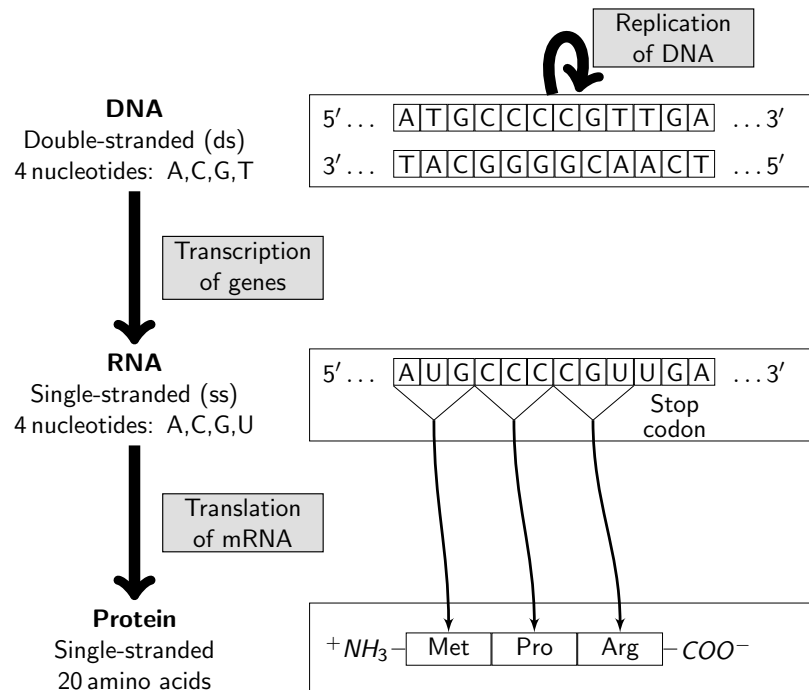 Replication
of DNA
DNA
Double-stranded (ds)
4 nucleotides: A,C,G,T
5′ ... A T G C C C C G T T G A ... 3′
3′ ... T A C G G G G C A A C T ... 5′
Transcription
of genes
RNA
Single-stranded (ss)
4 nucleotides: A,C,G,U
5′ ... A U G C C C C G U U G A ... 3′
Stop
codon
Translation
of mRNA
Protein
Single-stranded
20 amino acids
⁺NH₃ – Met Pro Arg – COO⁻